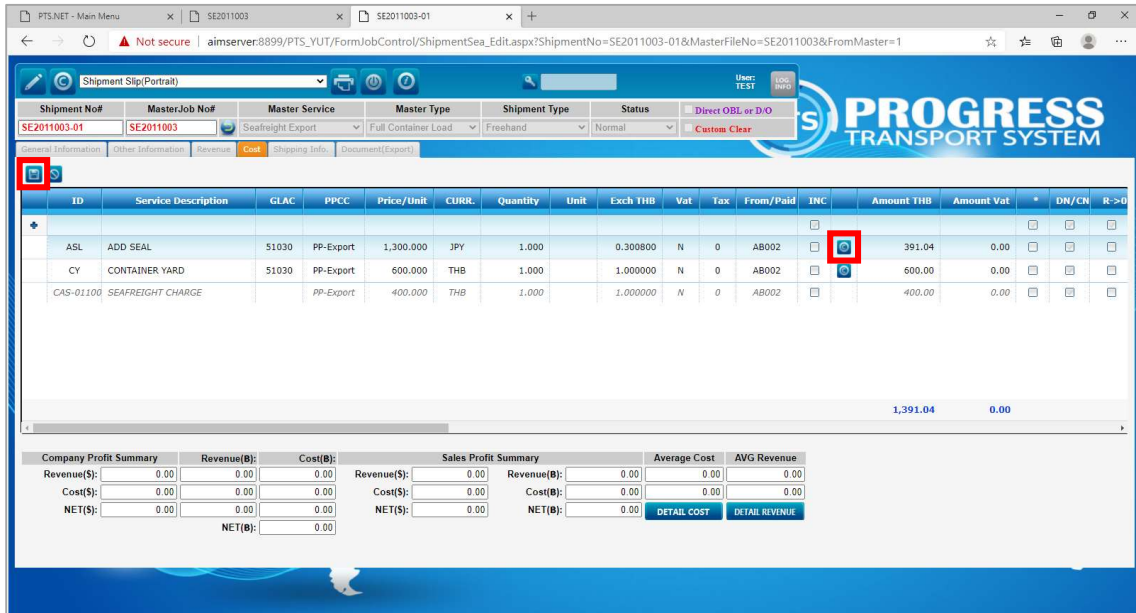 PTS.NET - Main Menu SE2011003 SE2011003-01
Not secure aimserver:8899/PTS_YUT/FormJobControl/ShipmentSea_Edit.aspx?ShipmentNo=SE2011003-01&MasterFileNo=SE2011003&FromMaster=1
Shipment Slip(Portrait) User: TEST LOG. INFO
Shipment No# MasterJob No# Master Service Master Type Shipment Type Status Direct OBL or D/O
SE2011003-01 SE2011003 Seafreight Export Full Container Load Freehand Normal Custom Clear
PROGRESS
TRANSPORT SYSTEM
General Information Other Information Revenue Cost Shipping Info. Document(Export)
ID Service Description GLAC PPCC Price/Unit CURR. Quantity Unit Exch THB Vat Tax From/Paid INC Amount THB Amount Vat * DN/CN R->0
ASL ADD SEAL 51030 PP-Export 1,300.000 JPY 1.000 0.300800 N 0 AB002 391.04 0.00
CY CONTAINER YARD 51030 PP-Export 600.000 THB 1.000 1.000000 N 0 AB002 600.00 0.00
CAS-01100 SEAFREIGHT CHARGE PP-Export 400.000 THB 1.000 1.000000 N 0 AB002 400.00 0.00
1,391.04 0.00
Company Profit Summary Revenue(B): Cost(B): Sales Profit Summary Average Cost AVG Revenue
Revenue($): 0.00 0.00 0.00 Revenue($): 0.00 Revenue(B): 0.00 0.00 0.00
Cost($): 0.00 0.00 0.00 Cost($): 0.00 Cost(B): 0.00 0.00 0.00
NET($): 0.00 0.00 0.00 NET($): 0.00 NET(B): 0.00 DETAIL COST DETAIL REVENUE
NET(B): 0.00